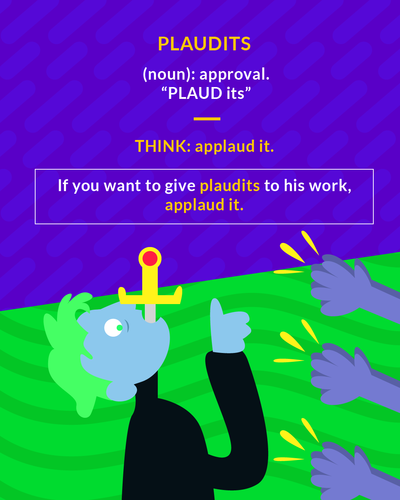 PLAUDITS
(noun): approval.
“PLAUD its”
THINK: applaud it.
If you want to give plaudits to his work,
applaud it.